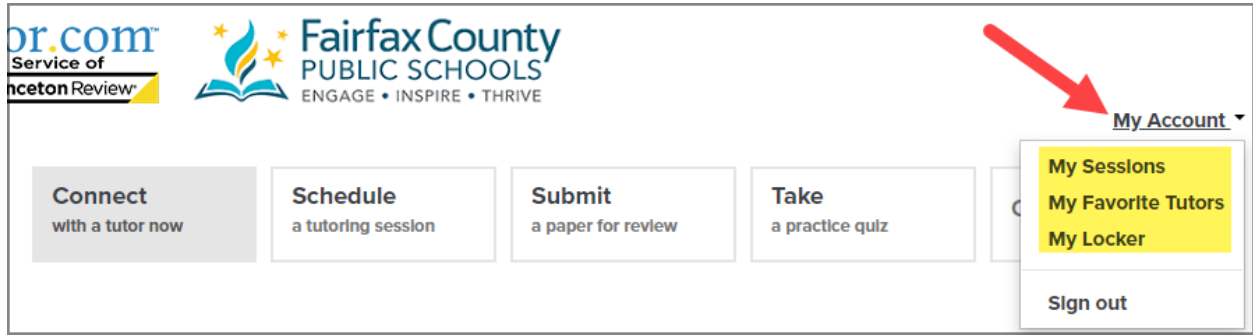 or.com
Service of
nceton Review
Fairfax County
PUBLIC SCHOOLS
ENGAGE • INSPIRE • THRIVE
My Account
Connect
with a tutor now
Schedule
a tutoring session
Submit
a paper for review
Take
a practice quiz
My Sessions
My Favorite Tutors
My Locker
Sign out